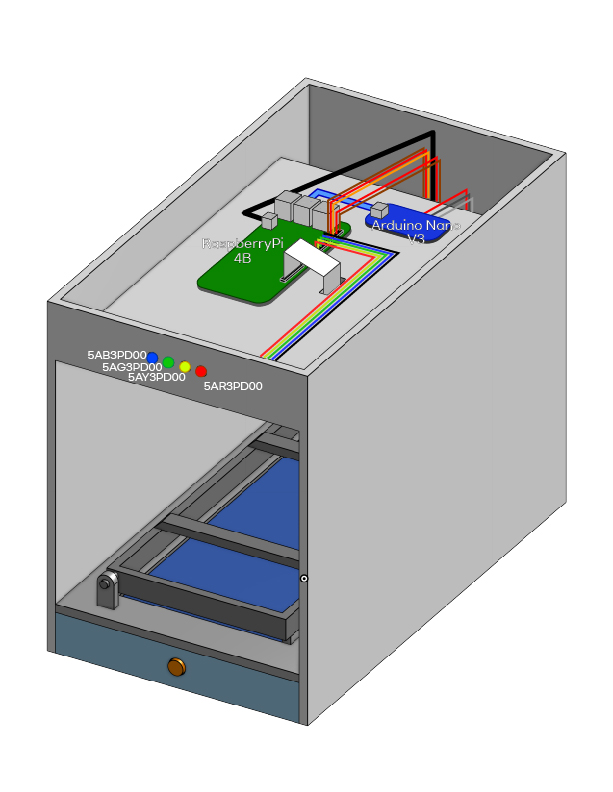 RaspberryPi
4B
Arduino Nano
V3
5AB3PD00
5AG3PD00
5AY3PD00
5AR3PD00